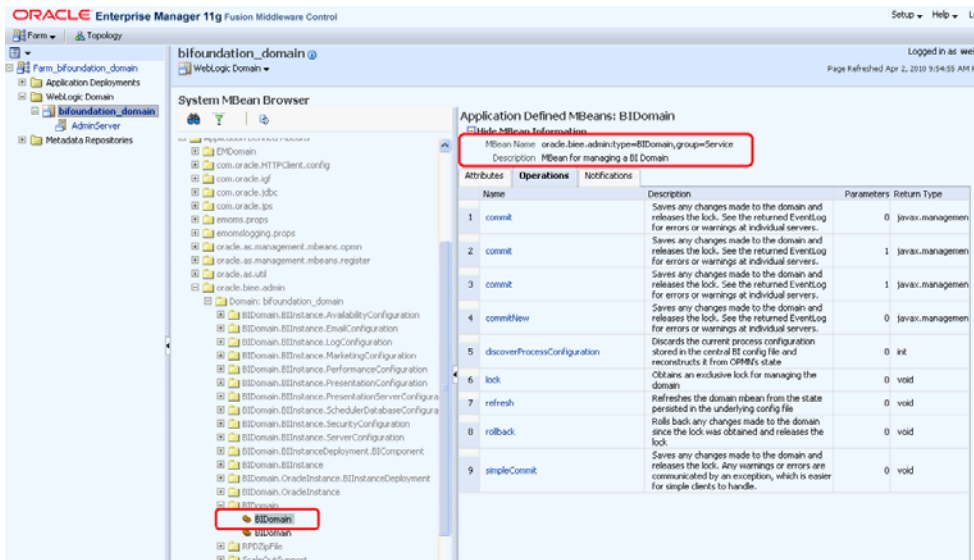 ORACLE Enterprise Manager 11g Fusion Middleware Control
Setup Help
Farm Topology
Farm_bifoundation_domain
Application Deployments
WebLogic Domain
bifoundation_domain
AdminServer
Metadata Repositories
bifoundation_domain
WebLogic Domain
Logged in as
Page Refreshed Apr 2, 2010 9:54:55 AM
System MBean Browser
Application Defined MBeans
EMDomain
com.oracle.HTTPClient.config
com.oracle.igf
com.oracle.jdbc
com.oracle.jps
emoms.props
emomslogging.props
oracle.as.management.mbeans.opmn
oracle.as.management.mbeans.register
oracle.as.util
oracle.biee.admin
Domain: bifoundation_domain
BIDomain.BIInstance.AvailabilityConfiguration
BIDomain.BIInstance.EmailConfiguration
BIDomain.BIInstance.LogConfiguration
BIDomain.BIInstance.MarketingConfiguration
BIDomain.BIInstance.PerformanceConfiguration
BIDomain.BIInstance.PresentationConfiguration
BIDomain.BIInstance.PresentationServerConfigura
BIDomain.BIInstance.SchedulerDatabaseConfigura
BIDomain.BIInstance.SecurityConfiguration
BIDomain.BIInstance.ServerConfiguration
BIDomain.BIInstanceDeployment.BIComponent
BIDomain.BIInstance
BIDomain.OracleInstance.BIInstanceDeployment
BIDomain.OracleInstance
BIDomain
BIDomain
BIDomain
RPDZipFile
ScaleOutSupport
Application Defined MBeans: BIDomain
Hide MBean Information
MBean Name oracle.biee.admin:type=BIDomain,group=Service
Description MBean for managing a BI Domain
Attributes Operations Notifications
Name Description Parameters Return Type
1 commit Saves any changes made to the domain and 0 javax.managemen
releases the lock. See the returned EventLog
for errors or warnings at individual servers.
2 commit Saves any changes made to the domain and 1 javax.managemen
releases the lock. See the returned EventLog
for errors or warnings at individual servers.
3 commit Saves any changes made to the domain and 1 javax.managemen
releases the lock. See the returned EventLog
for errors or warnings at individual servers.
4 commitNew Saves any changes made to the domain and 0 javax.managemen
releases the lock. See the returned EventLog
for errors or warnings at individual servers.
5 discoverProcessConfiguration Discards the current process configuration 0 int
stored in the central BI config file and
reconstructs it from OPMN's state
6 lock Obtains an exclusive lock for managing the 0 void
domain
7 refresh Refreshes the domain mbean from the state 0 void
persisted in the underlying config file
8 rollback Rolls back any changes made to the domain 0 void
since the lock was obtained and releases the
lock
9 simpleCommit Saves any changes made to the domain and 0 void
releases the lock. Any warnings or errors are
communicated by an exception, which is easier
for simple clients to handle.